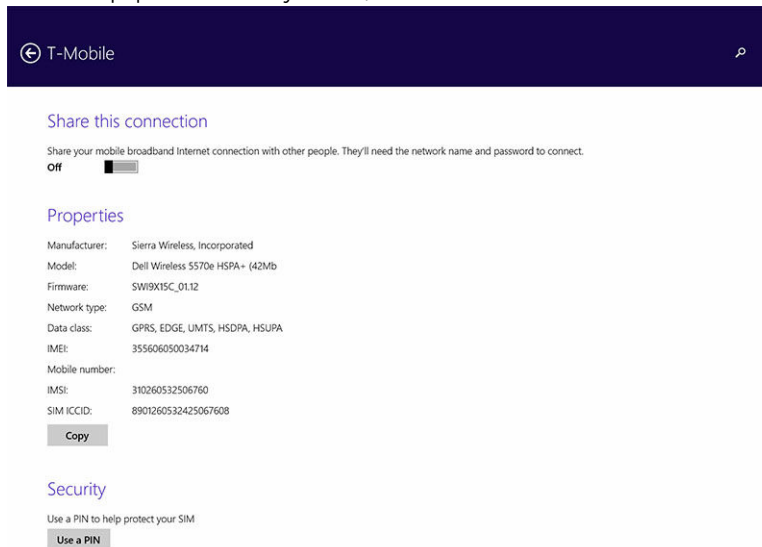 T-Mobile
Share this connection
Share your mobile broadband Internet connection with other people. They'll need the network name and password to connect.
Off
Properties
Manufacturer: Sierra Wireless, Incorporated
Model: Dell Wireless 5570e HSPA+ (42Mb
Firmware: SWI9X15C_01.12
Network type: GSM
Data class: GPRS, EDGE, UMTS, HSDPA, HSUPA
IMEI: 355606050034714
Mobile number:
IMSI: 310260532506760
SIM ICCID: 8901260532425067608
Copy
Security
Use a PIN to help protect your SIM
Use a PIN